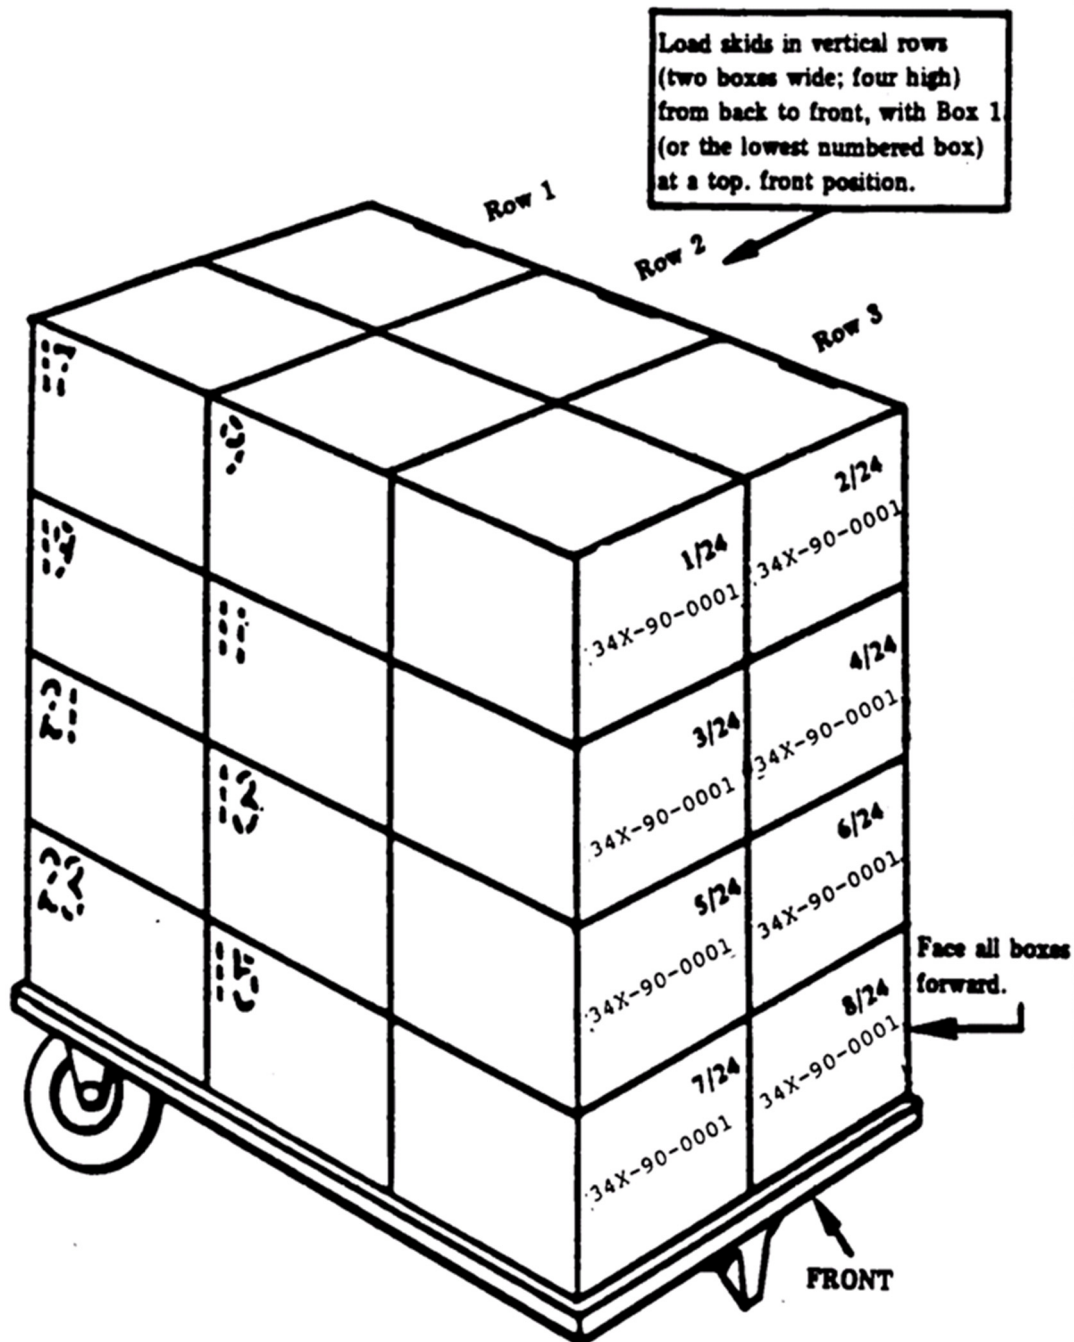 Load skids in vertical rows
(two boxes wide; four high)
from back to front, with Box 1
(or the lowest numbered box)
at a top. front position.
Row 1
Row 2
Row 3
17
9
2/24
34X-90-0001
1/24
34X-90-0001
19
11
4/24
34X-90-0001
3/24
34X-90-0001
21
13
6/24
34X-90-0001
5/24
34X-90-0001
23
15
Face all boxes
forward.
8/24
34X-90-0001
7/24
34X-90-0001
FRONT